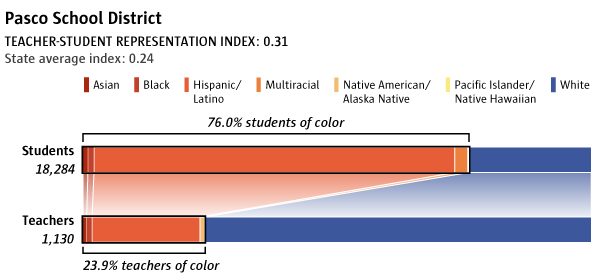 Pasco School District
TEACHER-STUDENT REPRESENTATION INDEX: 0.31
State average index: 0.24
Asian
Black
Hispanic/
Latino
Multiracial
Native American/
Alaska Native
Pacific Islander/
Native Hawaiian
White
76.0% students of color
Students
18,284
Teachers
1,130
23.9% teachers of color